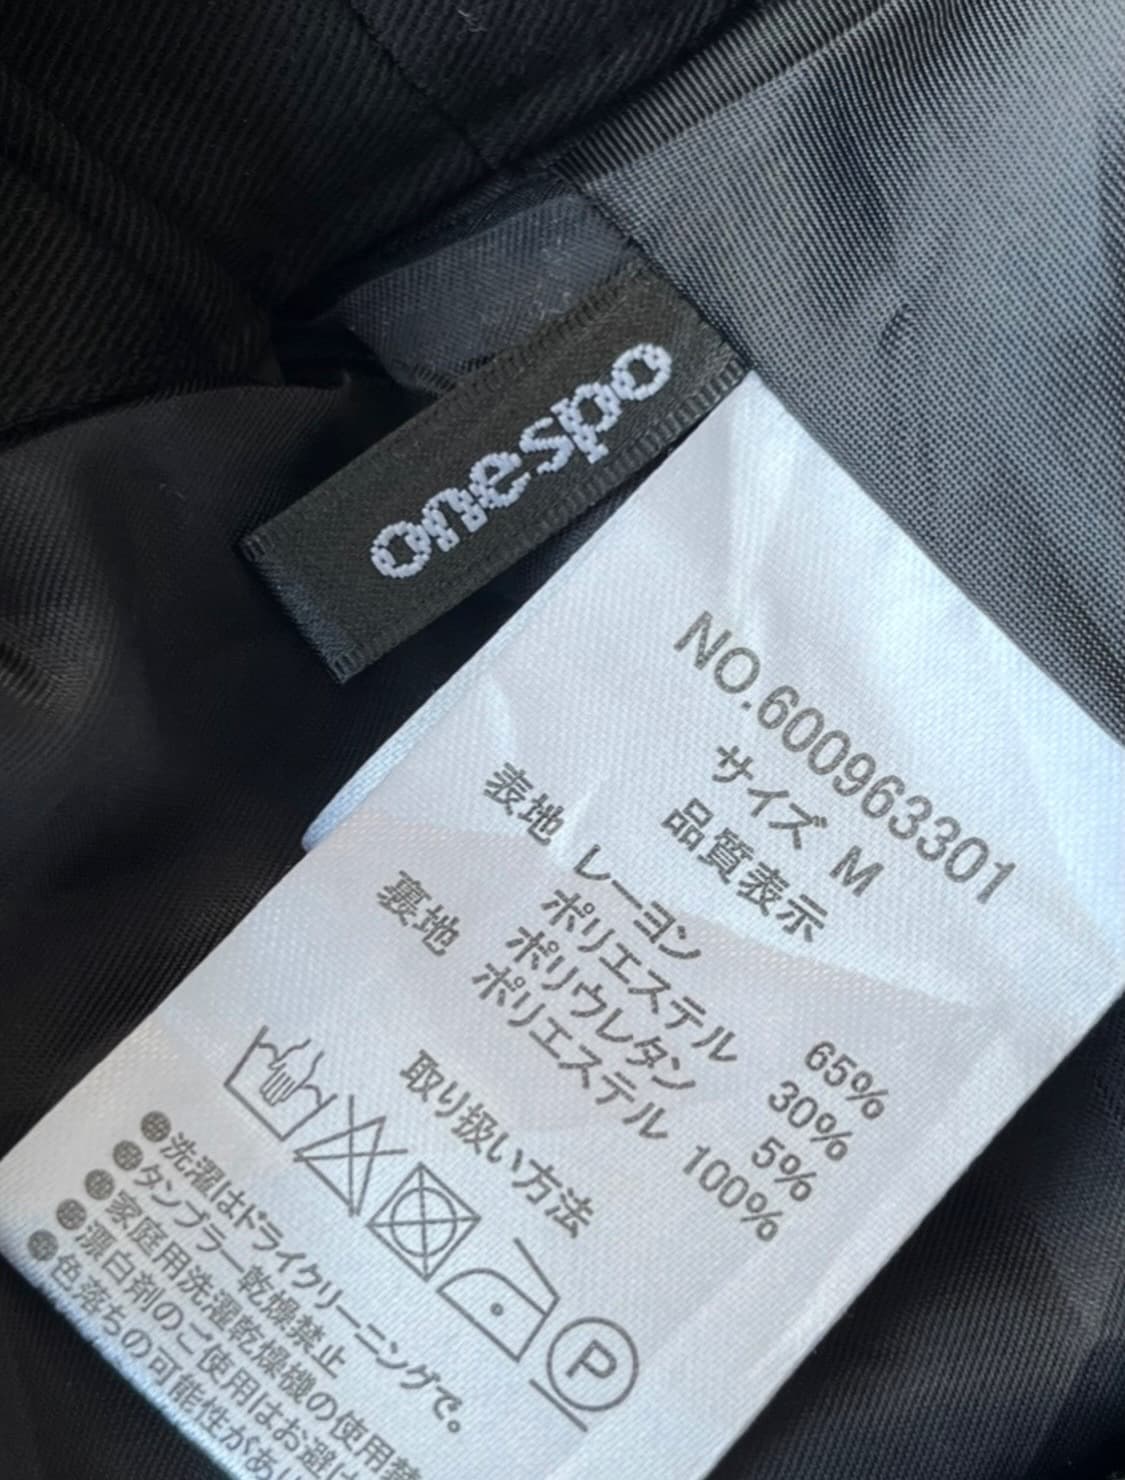 onespo
NO.600963301
サイズ M
品質表示
表地 レーヨン 65%
ポリエステル 30%
ポリウレタン 5%
裏地 ポリエステル 100%
取り扱い方法
P
●洗濯はドライクリーニングで。
●タンブラー乾燥禁止
●家庭用洗濯乾燥機の使用禁
●漂白剤のご使用はお避け
●色落ちの可能性があ